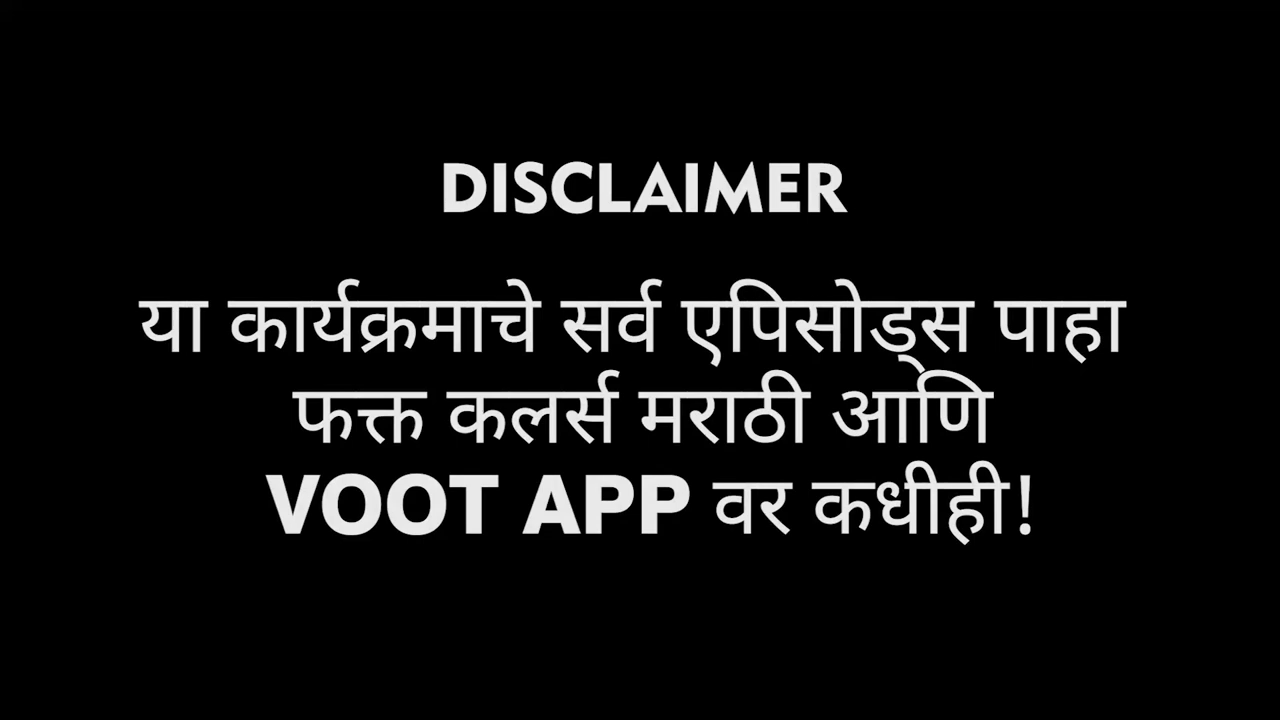 DISCLAIMER
या कार्यक्रमाचे सर्व एपिसोड्स पाहा
फक्त कलर्स मराठी आणि
VOOT APP वर कधीही!